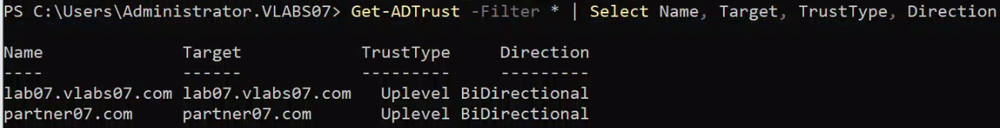 PS C:\Users\Administrator.VLABS07> Get-ADTrust -Filter * | Select Name, Target, TrustType, Direction
Name Target TrustType Direction
---- ------ --------- ---------
lab07.vlabs07.com lab07.vlabs07.com Uplevel BiDirectional
partner07.com partner07.com Uplevel BiDirectional